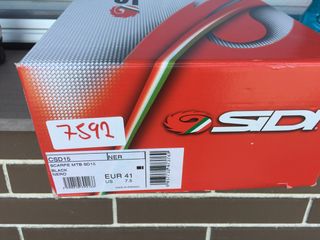 7592
SIDI
CSD15 NER
SCARPE MTB SD15
BLACK
NERO
EUR 41
US 7.5